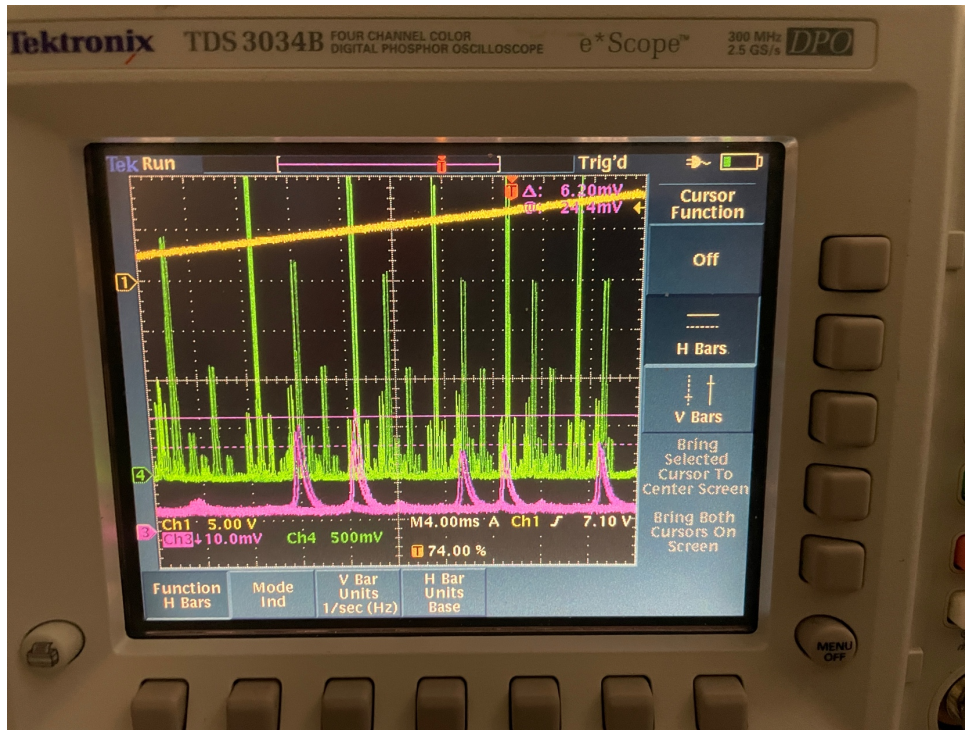 Tektronix TDS 3034B FOUR CHANNEL COLOR DIGITAL PHOSPHOR OSCILLOSCOPE e*Scope™ 300 MHz 2.5 GS/s DPO
Tek Run Trig'd
T
T Δ: 6.20mV
@: 24.4mV
1
4
3
Ch1 5.00 V M4.00ms A Ch1 ƒ 7.10 V
Ch3↓10.0mV Ch4 500mV
T 74.00 %
Cursor
Function
Off
H Bars
V Bars
Bring
Selected
Cursor To
Center Screen
Bring Both
Cursors On
Screen
Function
H Bars
Mode
Ind
V Bar
Units
1/sec (Hz)
H Bar
Units
Base
MENU
OFF